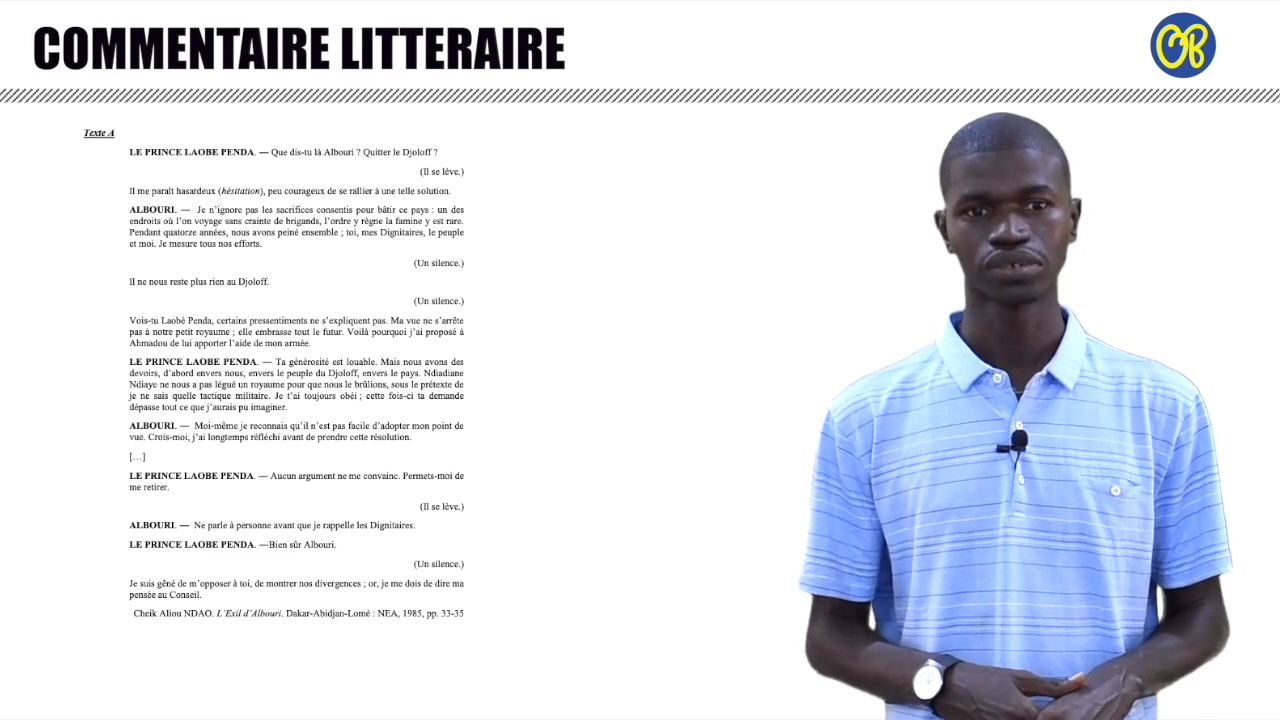 COMMENTAIRE LITTERAIRE
Texte A
LE PRINCE LAOBE PENDA. — Que dis-tu là Albouri ? Quitter le Djoloff ?
(Il se lève.)
Il me paraît hasardeux (hésitation), peu courageux de se rallier à une telle solution.
ALBOURI. — Je n'ignore pas les sacrifices consentis pour bâtir ce pays : un des
endroits où l'on voyage sans crainte de brigands, l'ordre y règne la famine y est rare.
Pendant quatorze années, nous avons peiné ensemble ; toi, mes Dignitaires, le peuple
et moi. Je mesure tous nos efforts.
(Un silence.)
Il ne nous reste plus rien au Djoloff.
(Un silence.)
Vois-tu Laobé Penda, certains pressentiments ne s'expliquent pas. Ma vue ne s'arrête
pas à notre petit royaume ; elle embrasse tout le futur. Voilà pourquoi j'ai proposé à
Ahmadou de lui apporter l'aide de mon armée.
LE PRINCE LAOBE PENDA. — Ta générosité est louable. Mais nous avons des
devoirs, d'abord envers nous, envers le peuple du Djoloff, envers le pays. Ndiadiane
Ndiaye ne nous a pas légué un royaume pour que nous le brûlions, sous le prétexte de
je ne sais quelle tactique militaire. Je t'ai toujours obéi ; cette fois-ci ta demande
dépasse tout ce que j'aurais pu imaginer.
ALBOURI. — Moi-même je reconnais qu'il n'est pas facile d'adopter mon point de
vue. Crois-moi, j'ai longtemps réfléchi avant de prendre cette résolution.
[…]
LE PRINCE LAOBE PENDA. — Aucun argument ne me convainc. Permets-moi de
me retirer.
(Il se lève.)
ALBOURI. — Ne parle à personne avant que je rappelle les Dignitaires.
LE PRINCE LAOBE PENDA. —Bien sûr Albouri.
(Un silence.)
Je suis gêné de m'opposer à toi, de montrer nos divergences ; or, je me dois de dire ma
pensée au Conseil.
Cheik Aliou NDAO. L'Exil d'Albouri. Dakar-Abidjan-Lomé : NEA, 1985, pp. 33-35